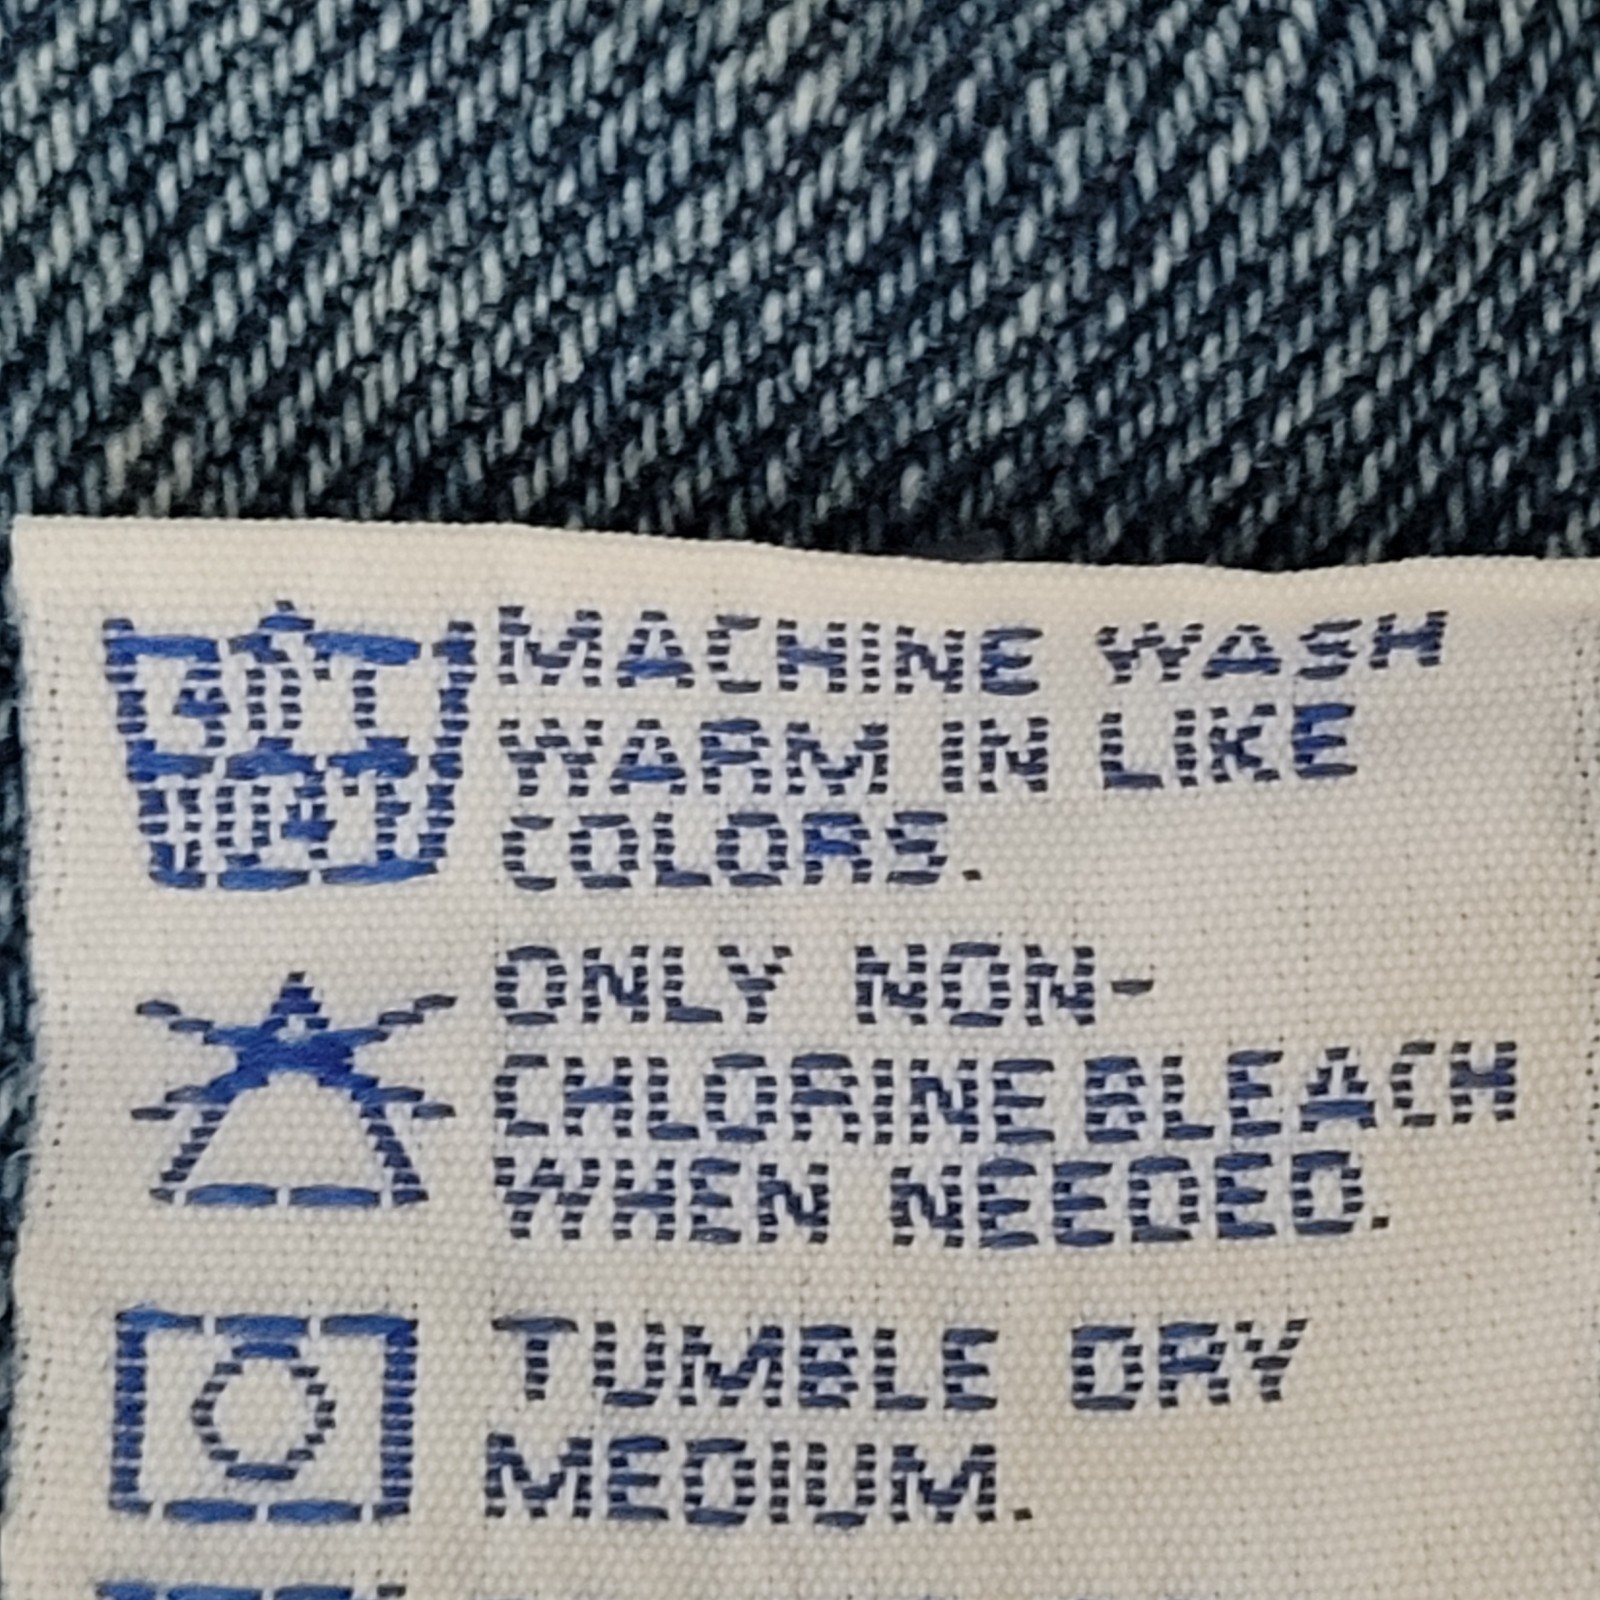 MACHINE WASH
WARM IN LIKE
COLORS.
ONLY NON-
CHLORINE BLEACH
WHEN NEEDED.
TUMBLE DRY
MEDIUM.